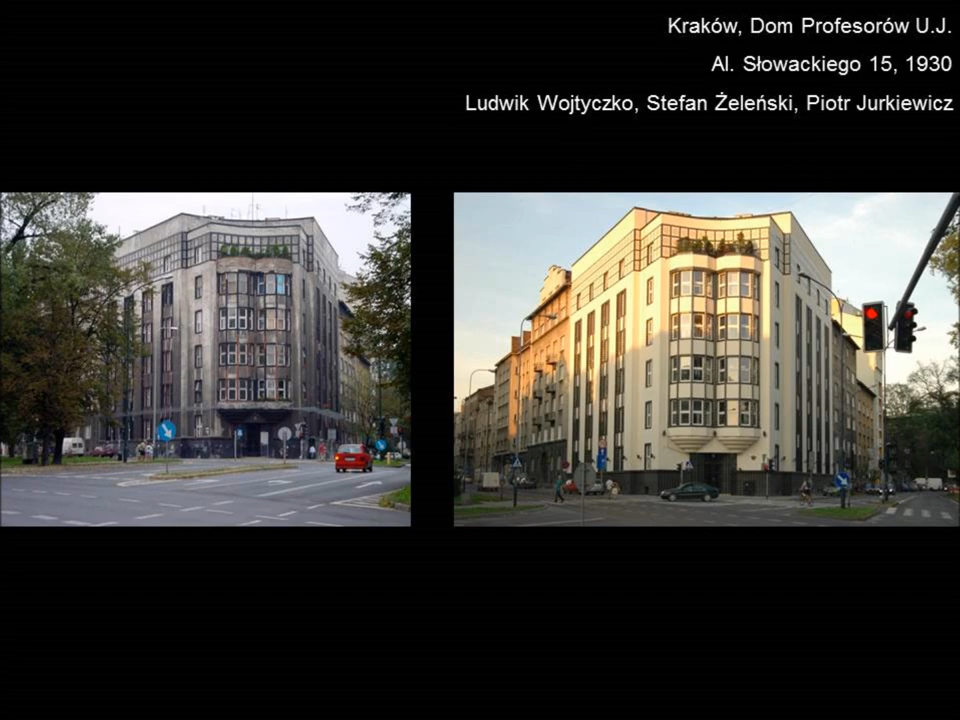 Kraków, Dom Profesorów U.J.
Al. Słowackiego 15, 1930
Ludwik Wojtyczko, Stefan Żeleński, Piotr Jurkiewicz